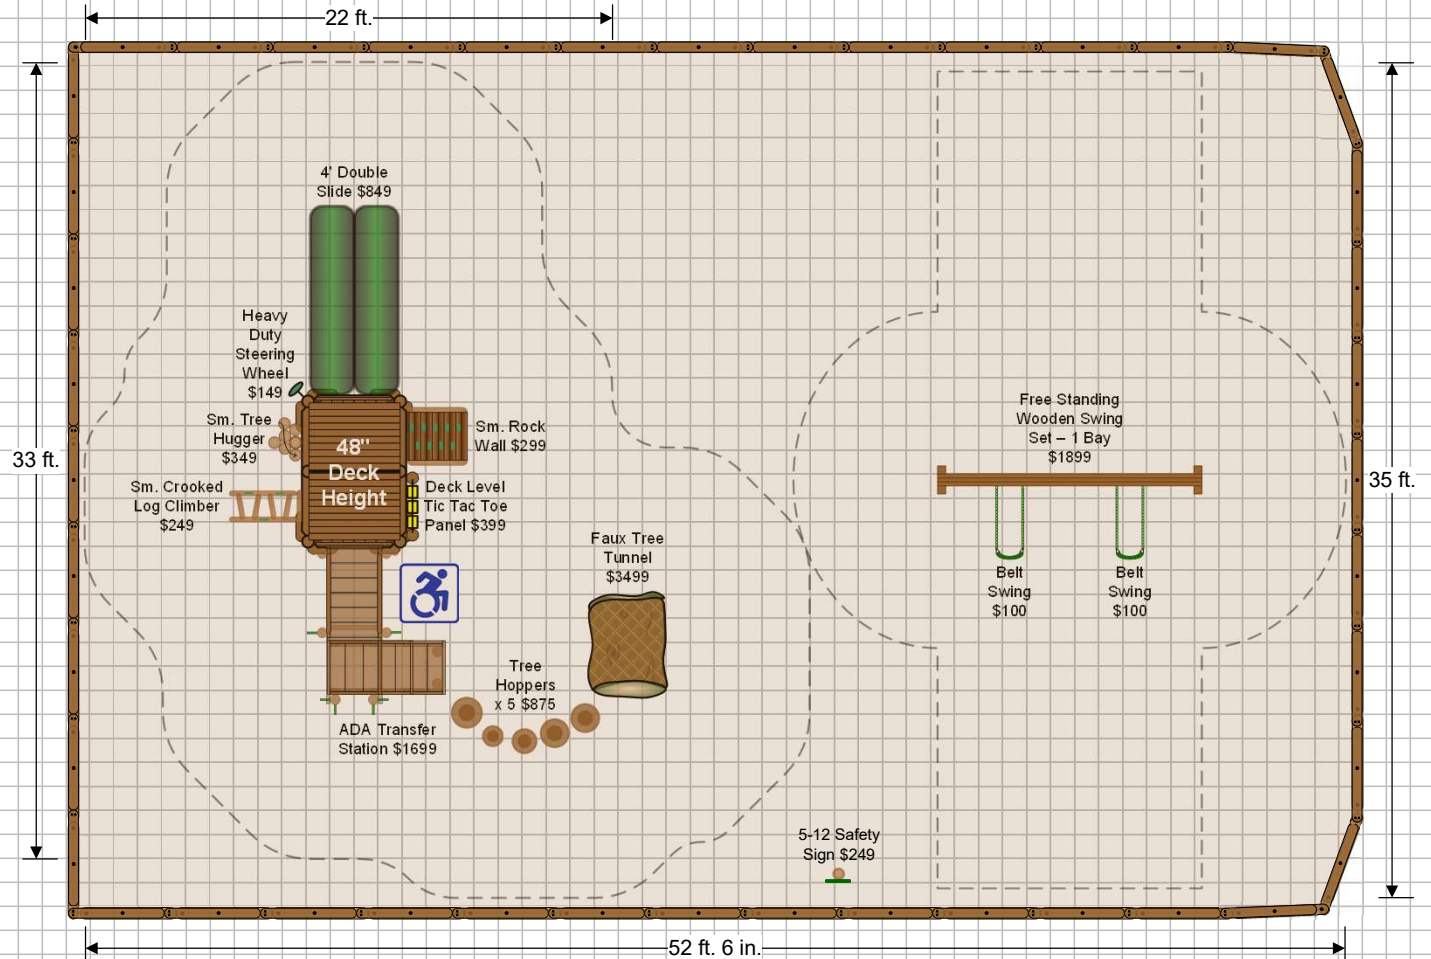 22 ft.
4' Double
Slide $849
Heavy
Duty
Steering
Wheel
$149
Sm. Tree
Hugger
$349
48"
Deck
Height
Sm. Rock
Wall $299
Free Standing
Wooden Swing
Set – 1 Bay
$1899
33 ft.
35 ft.
Sm. Crooked
Log Climber
$249
Deck Level
Tic Tac Toe
Panel $399
Faux Tree
Tunnel
$3499
Belt
Swing
$100
Belt
Swing
$100
Tree
Hoppers
x 5 $875
ADA Transfer
Station $1699
5-12 Safety
Sign $249
52 ft. 6 in.